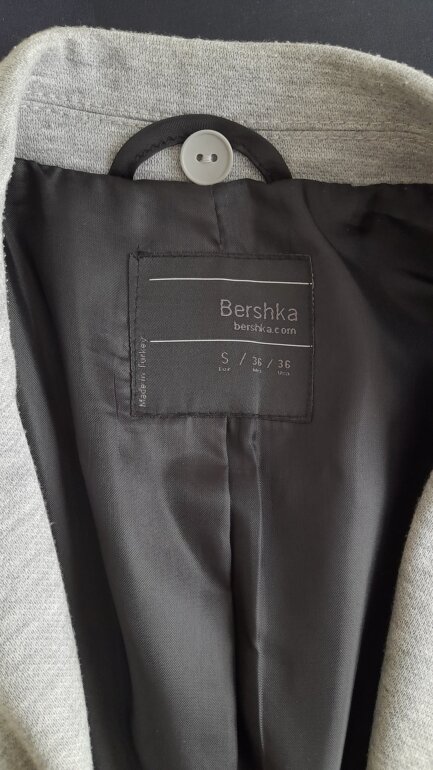 Bershka
bershka.com
S / 36 / 36
Made in Turkey